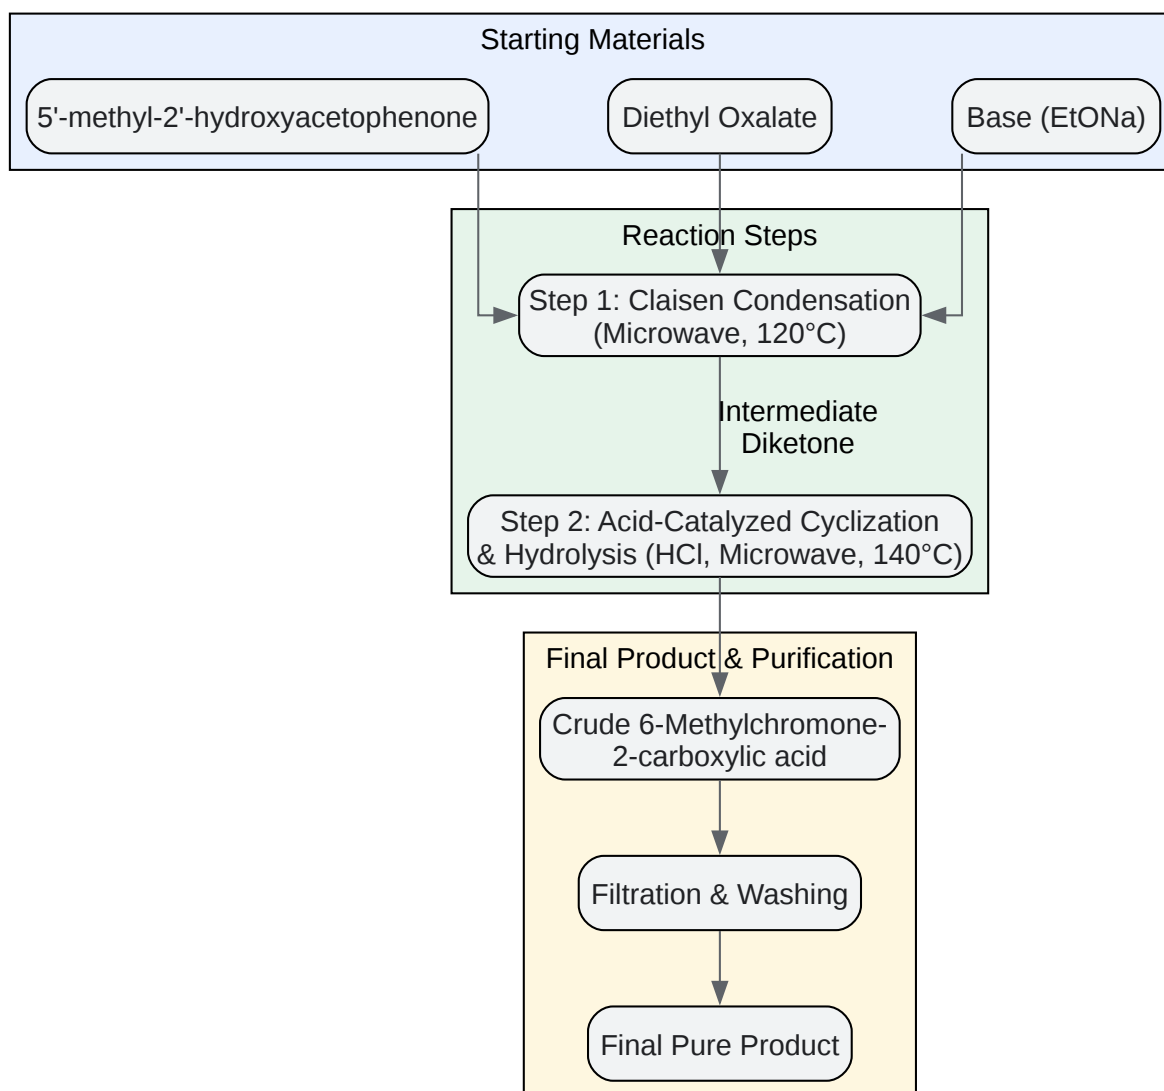 Starting Materials
5'-methyl-2'-hydroxyacetophenone
Diethyl Oxalate
Base (EtONa)
Reaction Steps
Step 1: Claisen Condensation
(Microwave, 120°C)
Intermediate
Diketone
Step 2: Acid-Catalyzed Cyclization
& Hydrolysis (HCl, Microwave, 140°C)
Final Product & Purification
Crude 6-Methylchromone-
2-carboxylic acid
Filtration & Washing
Final Pure Product